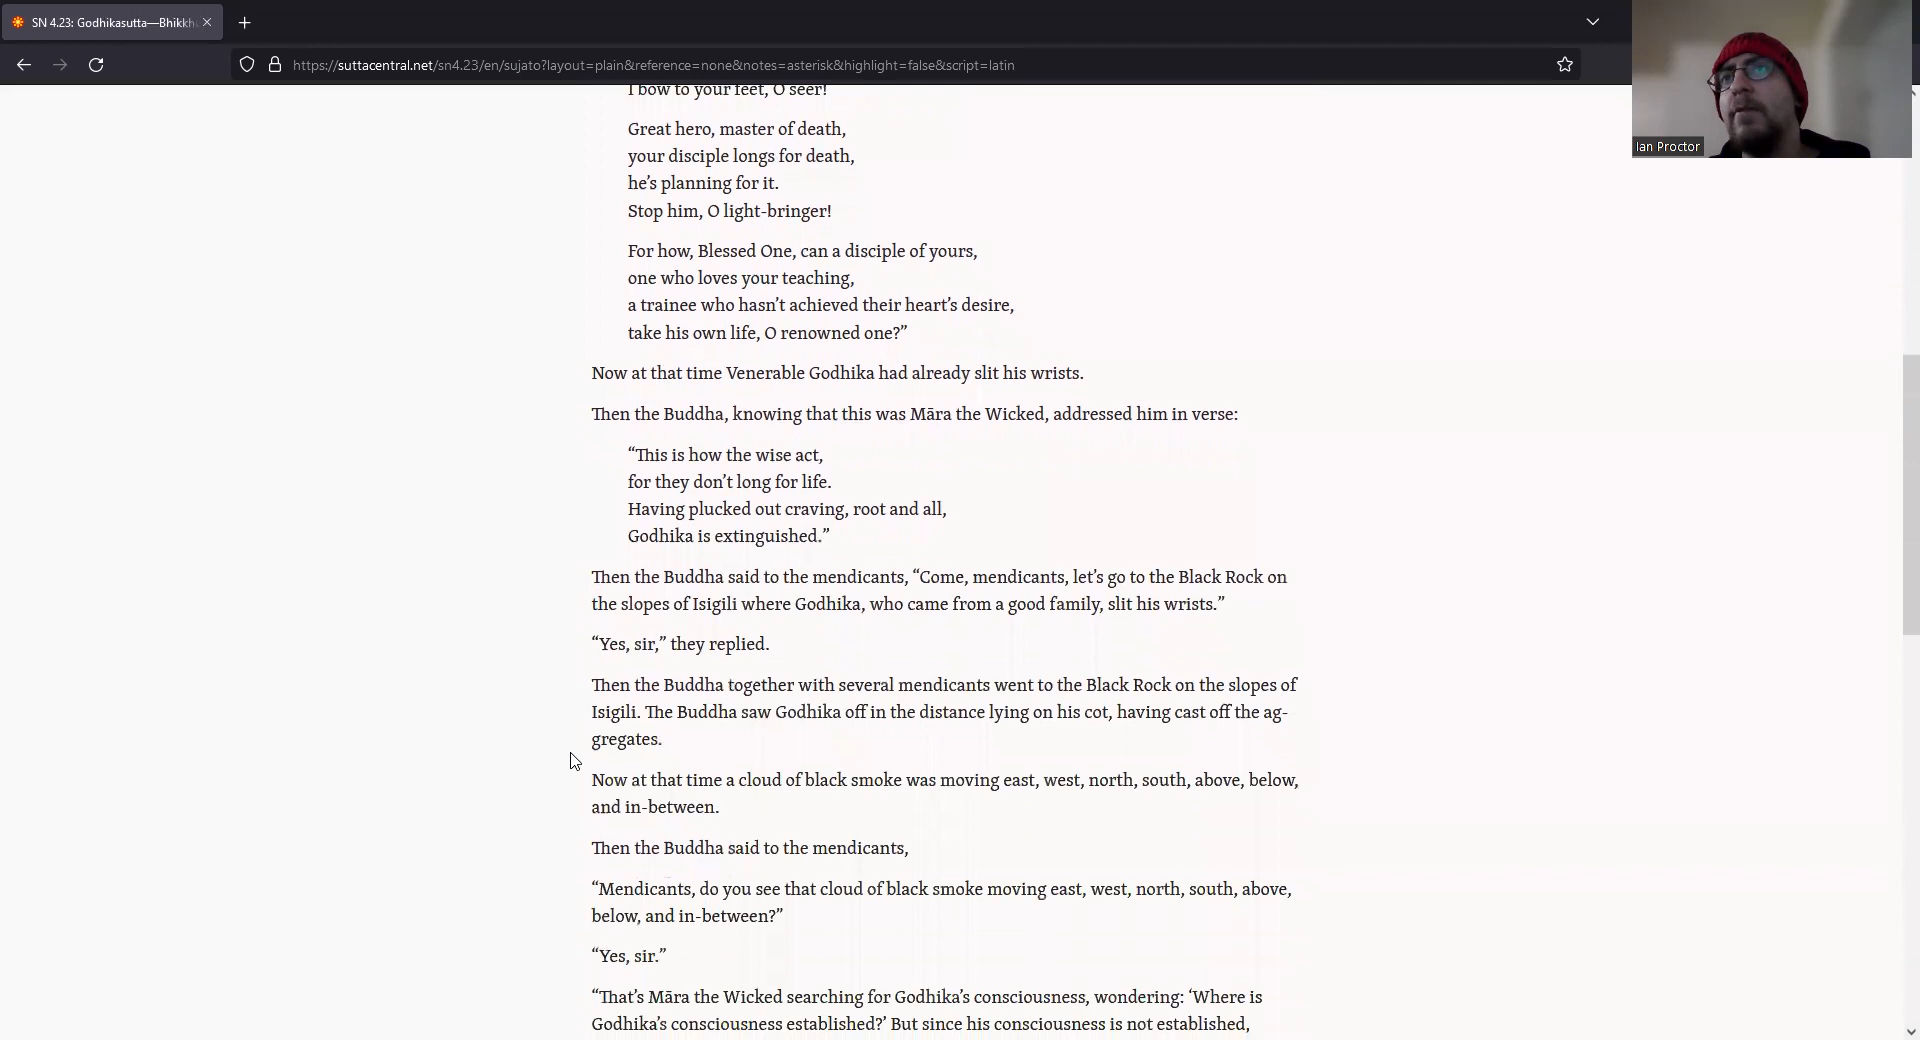 SN 4.23: Godhikasutta—Bhikkh
https://suttacentral.net/sn4.23/en/sujato?layout=plain&reference=none&notes=asterisk&highlight=false&script=latin
Ian Proctor
I bow to your feet, O seer!
Great hero, master of death,
your disciple longs for death,
he’s planning for it.
Stop him, O light-bringer!
For how, Blessed One, can a disciple of yours,
one who loves your teaching,
a trainee who hasn’t achieved their heart’s desire,
take his own life, O renowned one?”
Now at that time Venerable Godhika had already slit his wrists.
Then the Buddha, knowing that this was Māra the Wicked, addressed him in verse:
“This is how the wise act,
for they don’t long for life.
Having plucked out craving, root and all,
Godhika is extinguished.”
Then the Buddha said to the mendicants, “Come, mendicants, let’s go to the Black Rock on
the slopes of Isigili where Godhika, who came from a good family, slit his wrists.”
“Yes, sir,” they replied.
Then the Buddha together with several mendicants went to the Black Rock on the slopes of
Isigili. The Buddha saw Godhika off in the distance lying on his cot, having cast off the ag-
gregates.
Now at that time a cloud of black smoke was moving east, west, north, south, above, below,
and in-between.
Then the Buddha said to the mendicants,
“Mendicants, do you see that cloud of black smoke moving east, west, north, south, above,
below, and in-between?”
“Yes, sir.”
“That’s Māra the Wicked searching for Godhika’s consciousness, wondering: ‘Where is
Godhika’s consciousness established?’ But since his consciousness is not established,